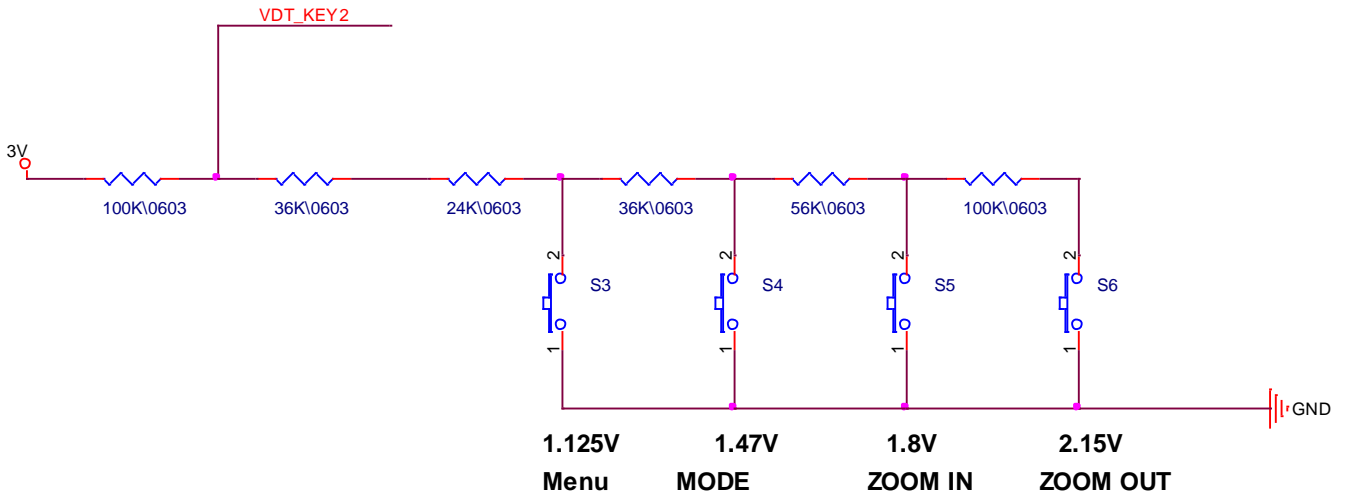 VDT_KEY2
3V
100K\0603 36K\0603 24K\0603 36K\0603 56K\0603 100K\0603
2 2 2 2
S3 S4 S5 S6
1 1 1 1
GND
1.125V 1.47V 1.8V 2.15V
Menu MODE ZOOM IN ZOOM OUT